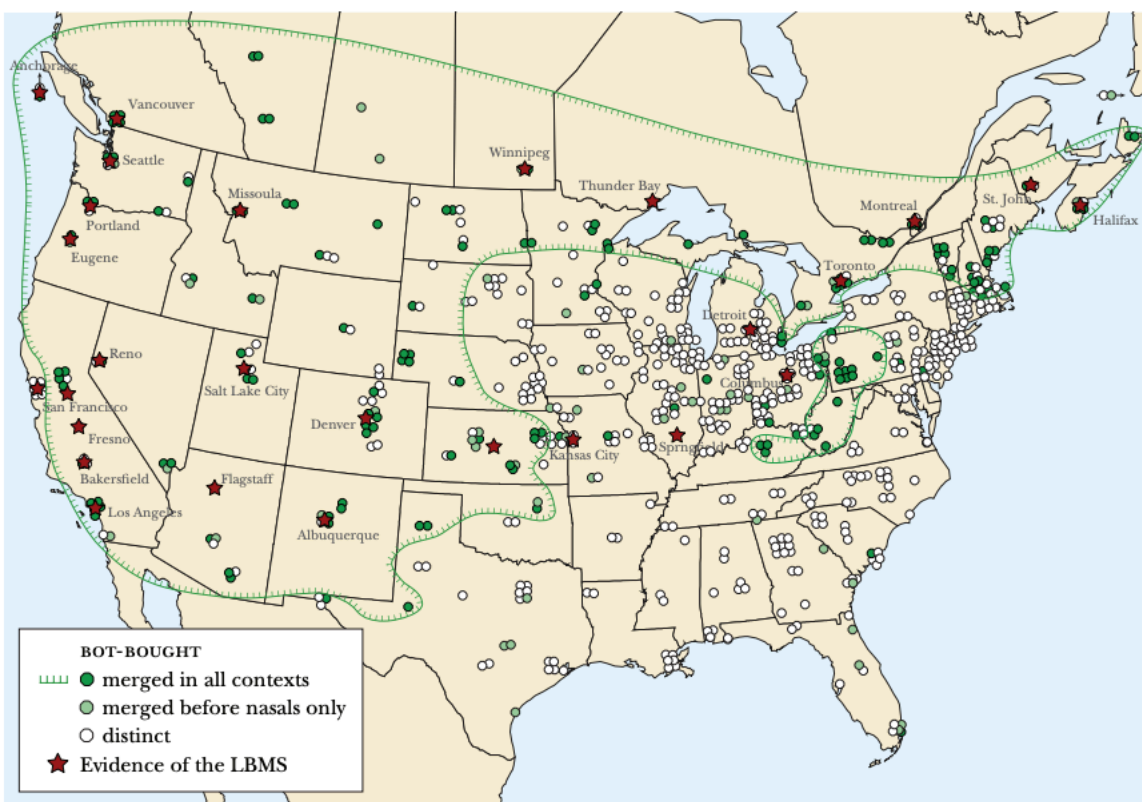 Anchorage
Vancouver
Seattle
Winnipeg
Thunder Bay
Missoula
Montreal
St. John
Halifax
Portland
Eugene
Toronto
Detroit
Reno
Salt Lake City
Columbus
San Francisco
Denver
Fresno
Kansas City
Sprngfield
Bakersfield
Flagstaff
Los Angeles
Albuquerque
BOT-BOUGHT
merged in all contexts
merged before nasals only
distinct
Evidence of the LBMS